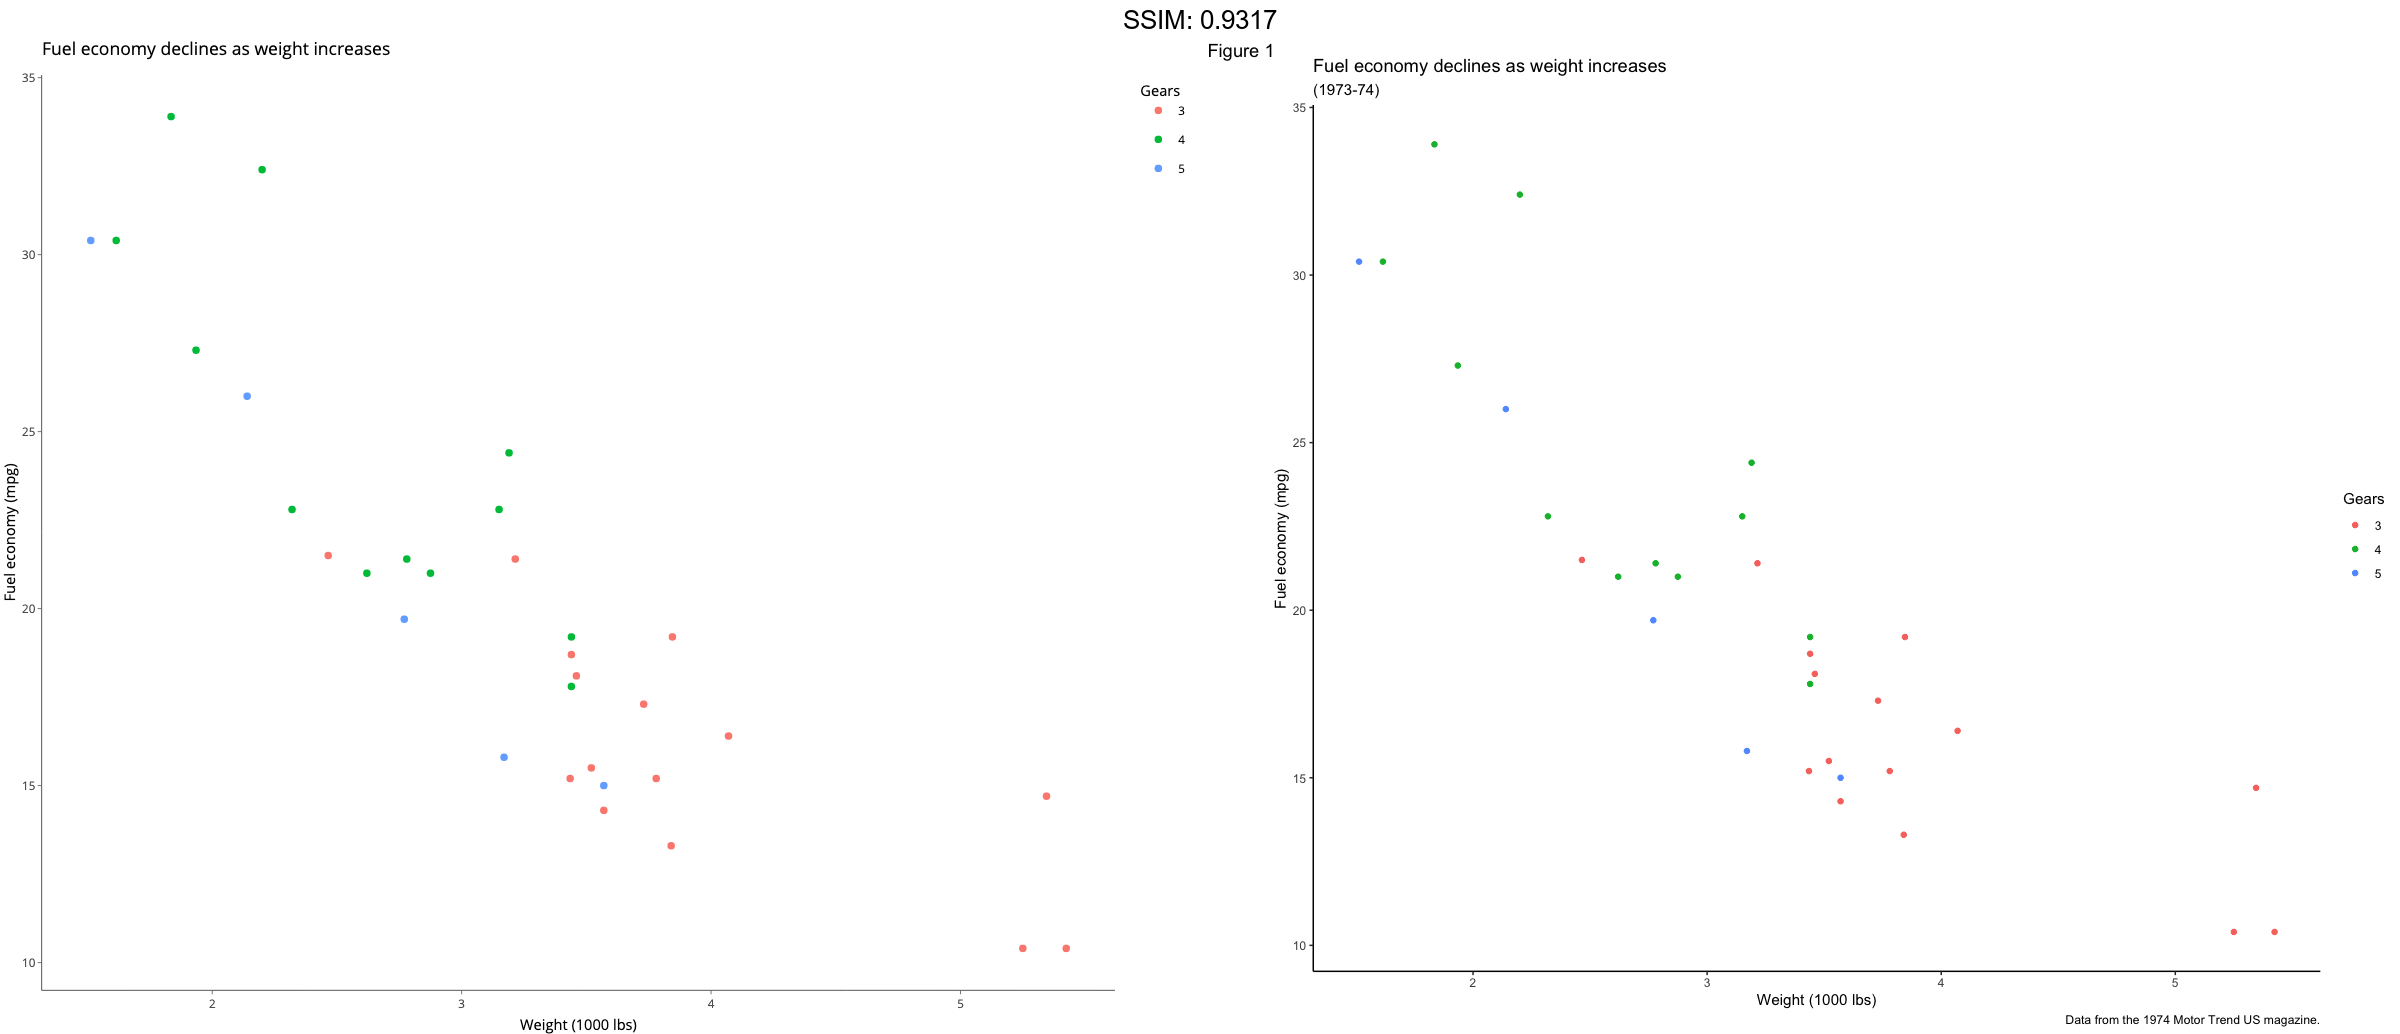 SSIM: 0.9317
Fuel economy declines as weight increases
35
30
25
20
15
10
Fuel economy (mpg)
2 3 4 5
Weight (1000 lbs)
Gears
3
4
5
Figure 1
Fuel economy declines as weight increases
(1973-74)
35
30
25
20
15
10
Fuel economy (mpg)
2 3 4 5
Weight (1000 lbs)
Gears
3
4
5
Data from the 1974 Motor Trend US magazine.